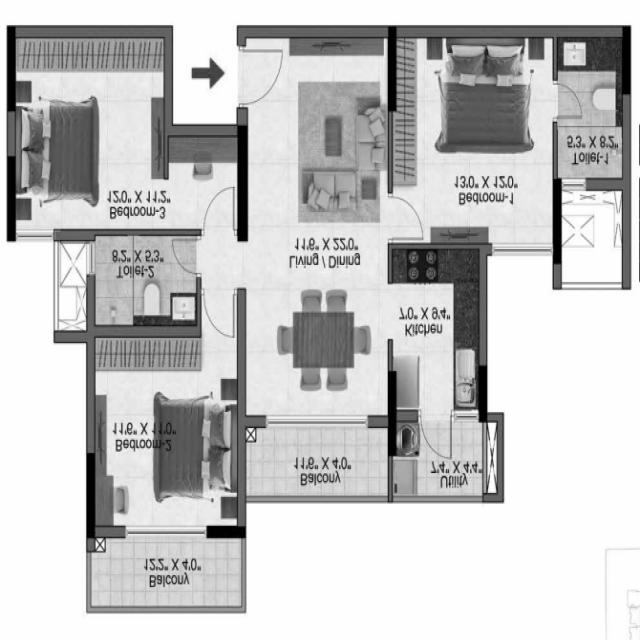 Balcony
12'2" X 4'0"
Balcony
11'6" X 4'0"
Utility
7'4" X 4'4"
Bedroom-2
11'6" X 11'0"
Kitchen
7'0" X 9'4"
Toilet-2
8'2" X 5'3"
Living / Dining
11'6" X 22'0"
Bedroom-3
12'0" X 11'2"
Bedroom-1
13'0" X 12'0"
Toilet-1
5'3" X 8'2"